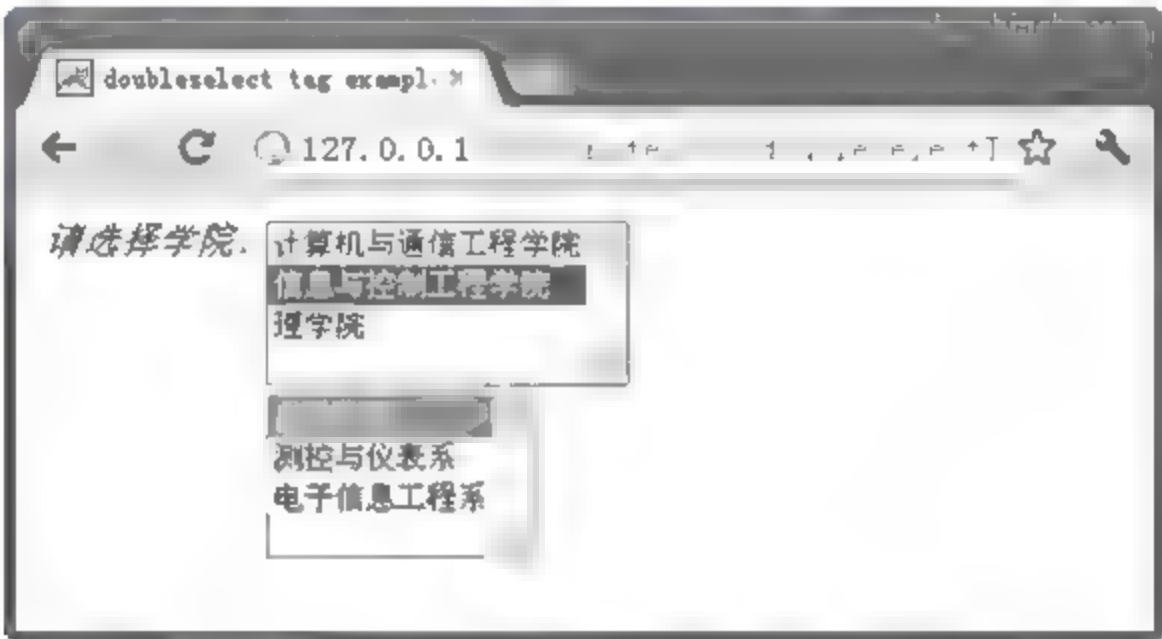 doubleselect tag exampl
127.0.0.1
请选择学院.
计算机与通信工程学院
信息与控制工程学院
理学院
测控与仪表系
电子信息工程系